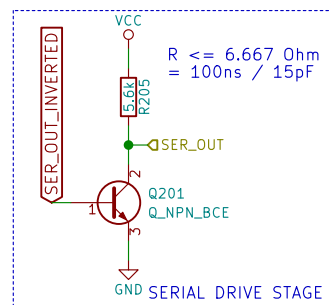 VCC
R <= 6.667 Ohm
= 100ns / 15pF
SER_OUT_INVERTED
5.6k
R205
SER_OUT
2
Q201
1
Q_NPN_BCE
3
GND
SERIAL DRIVE STAGE